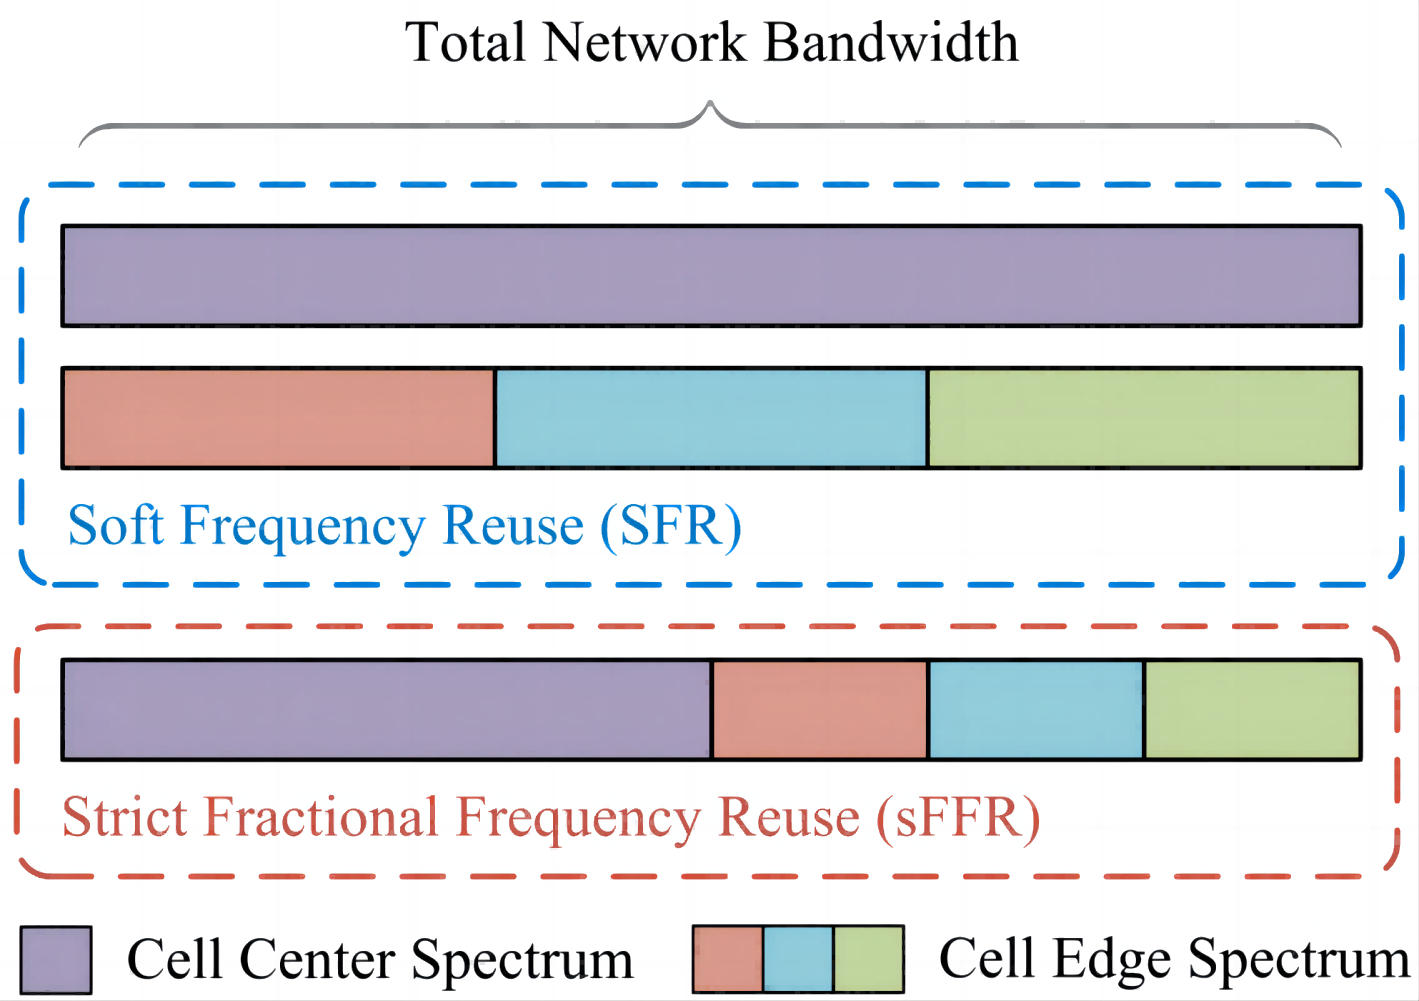 Total Network Bandwidth
Soft Frequency Reuse (SFR)
Strict Fractional Frequency Reuse (sFFR)
Cell Center Spectrum
Cell Edge Spectrum